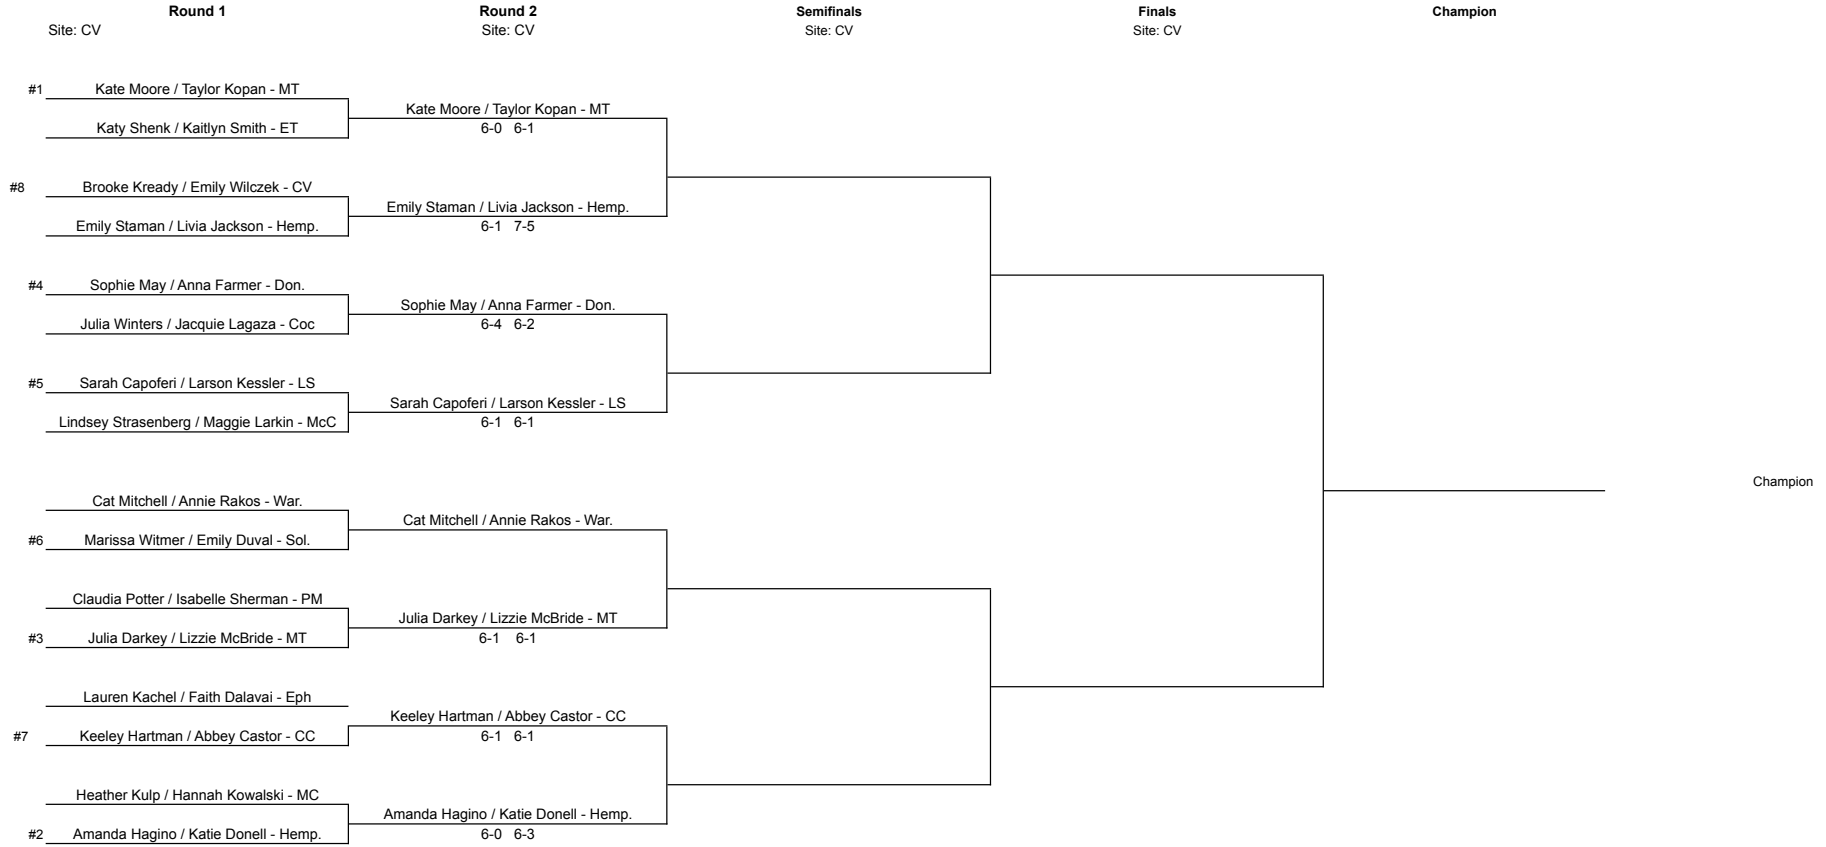 Round 1 Round 2 Semifinals Finals Champion
Site: CV Site: CV Site: CV Site: CV
#1 Kate Moore / Taylor Kopan - MT
Kate Moore / Taylor Kopan - MT
Katy Shenk / Kaitlyn Smith - ET 6-0 6-1
#8 Brooke Kready / Emily Wilczek - CV
Emily Staman / Livia Jackson - Hemp.
Emily Staman / Livia Jackson - Hemp. 6-1 7-5
#4 Sophie May / Anna Farmer - Don.
Sophie May / Anna Farmer - Don.
Julia Winters / Jacquie Lagaza - Coc 6-4 6-2
#5 Sarah Capoferi / Larson Kessler - LS
Sarah Capoferi / Larson Kessler - LS
Lindsey Strasenberg / Maggie Larkin - McC 6-1 6-1
Champion
Cat Mitchell / Annie Rakos - War.
Cat Mitchell / Annie Rakos - War.
#6 Marissa Witmer / Emily Duval - Sol.
Claudia Potter / Isabelle Sherman - PM
Julia Darkey / Lizzie McBride - MT
#3 Julia Darkey / Lizzie McBride - MT 6-1 6-1
Lauren Kachel / Faith Dalavai - Eph
Keeley Hartman / Abbey Castor - CC
#7 Keeley Hartman / Abbey Castor - CC 6-1 6-1
Heather Kulp / Hannah Kowalski - MC
Amanda Hagino / Katie Donell - Hemp.
#2 Amanda Hagino / Katie Donell - Hemp. 6-0 6-3